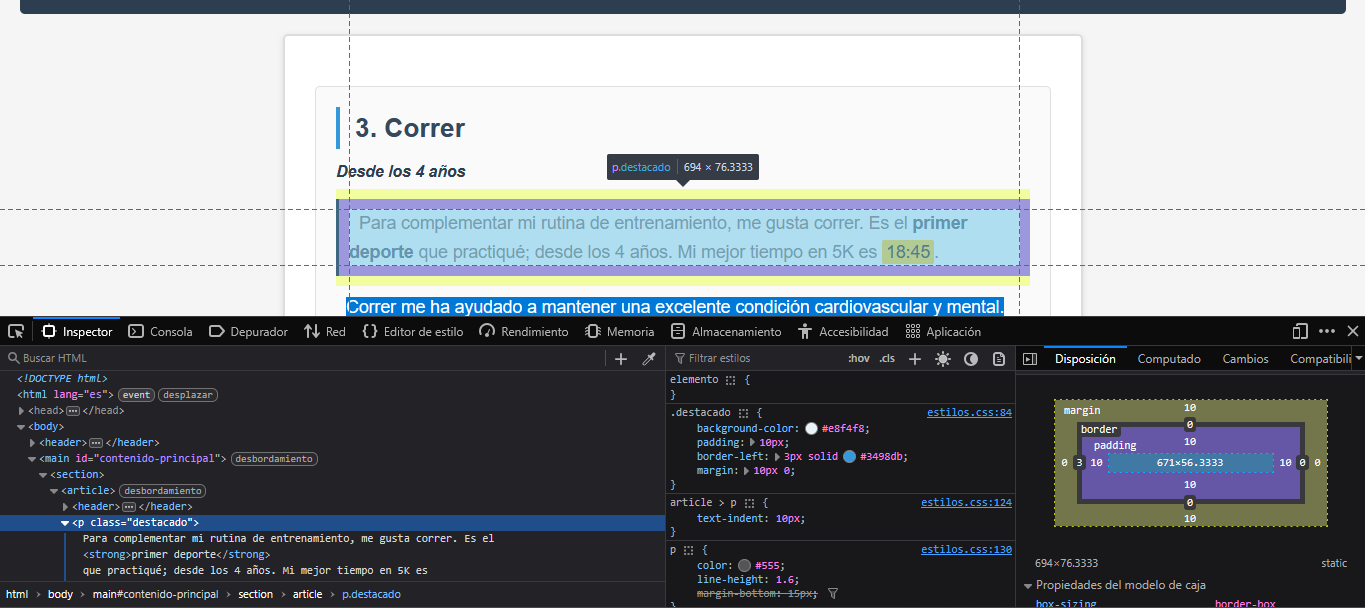 3. Correr
Desde los 4 años
p.destacado 694 × 76.3333
Para complementar mi rutina de entrenamiento, me gusta correr. Es el primer
deporte que practiqué; desde los 4 años. Mi mejor tiempo en 5K es 18:45.
Correr me ha ayudado a mantener una excelente condición cardiovascular y mental.
Inspector Consola Depurador Red Editor de estilo Rendimiento Memoria Almacenamiento Accesibilidad Aplicación
Buscar HTML
<!DOCTYPE html>
<html lang="es"> event desplazar
<head> ••• </head>
<body>
<header> ••• </header>
<main id="contenido-principal"> desbordamiento
<section>
<article> desbordamiento
<header> ••• </header>
<p class="destacado">
Para complementar mi rutina de entrenamiento, me gusta correr. Es el
<strong>primer deporte</strong>
que practiqué; desde los 4 años. Mi mejor tiempo en 5K es
html > body > main#contenido-principal > section > article > p.destacado
Filtrar estilos :hov .cls
elemento {
}
.destacado { estilos.css:84
background-color: #e8f4f8;
padding: 10px;
border-left: 3px solid #3498db;
margin: 10px 0;
}
article > p { estilos.css:124
text-indent: 10px;
}
p { estilos.css:130
color: #555;
line-height: 1.6;
margin-bottom: 15px;
}
Disposición Computado Cambios Compatibili
margin 10
border 0
padding 10
0 3 10 671×56.3333 10 0 0
10
0
10
694×76.3333 static
Propiedades del modelo de caja
box-sizing border-box